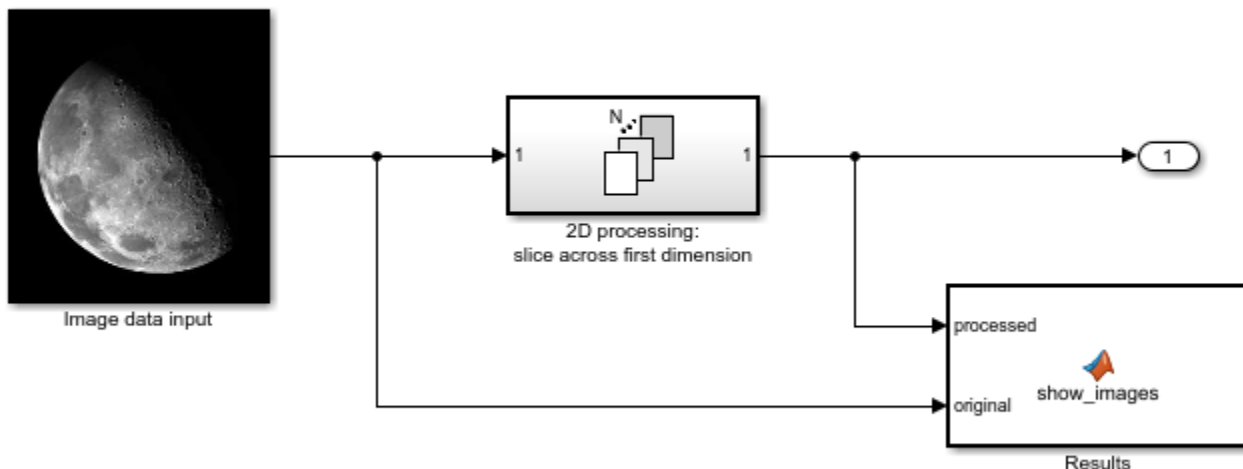 Image data input
N
1
1
2D processing:
slice across first dimension
1
processed
show_images
original
Results